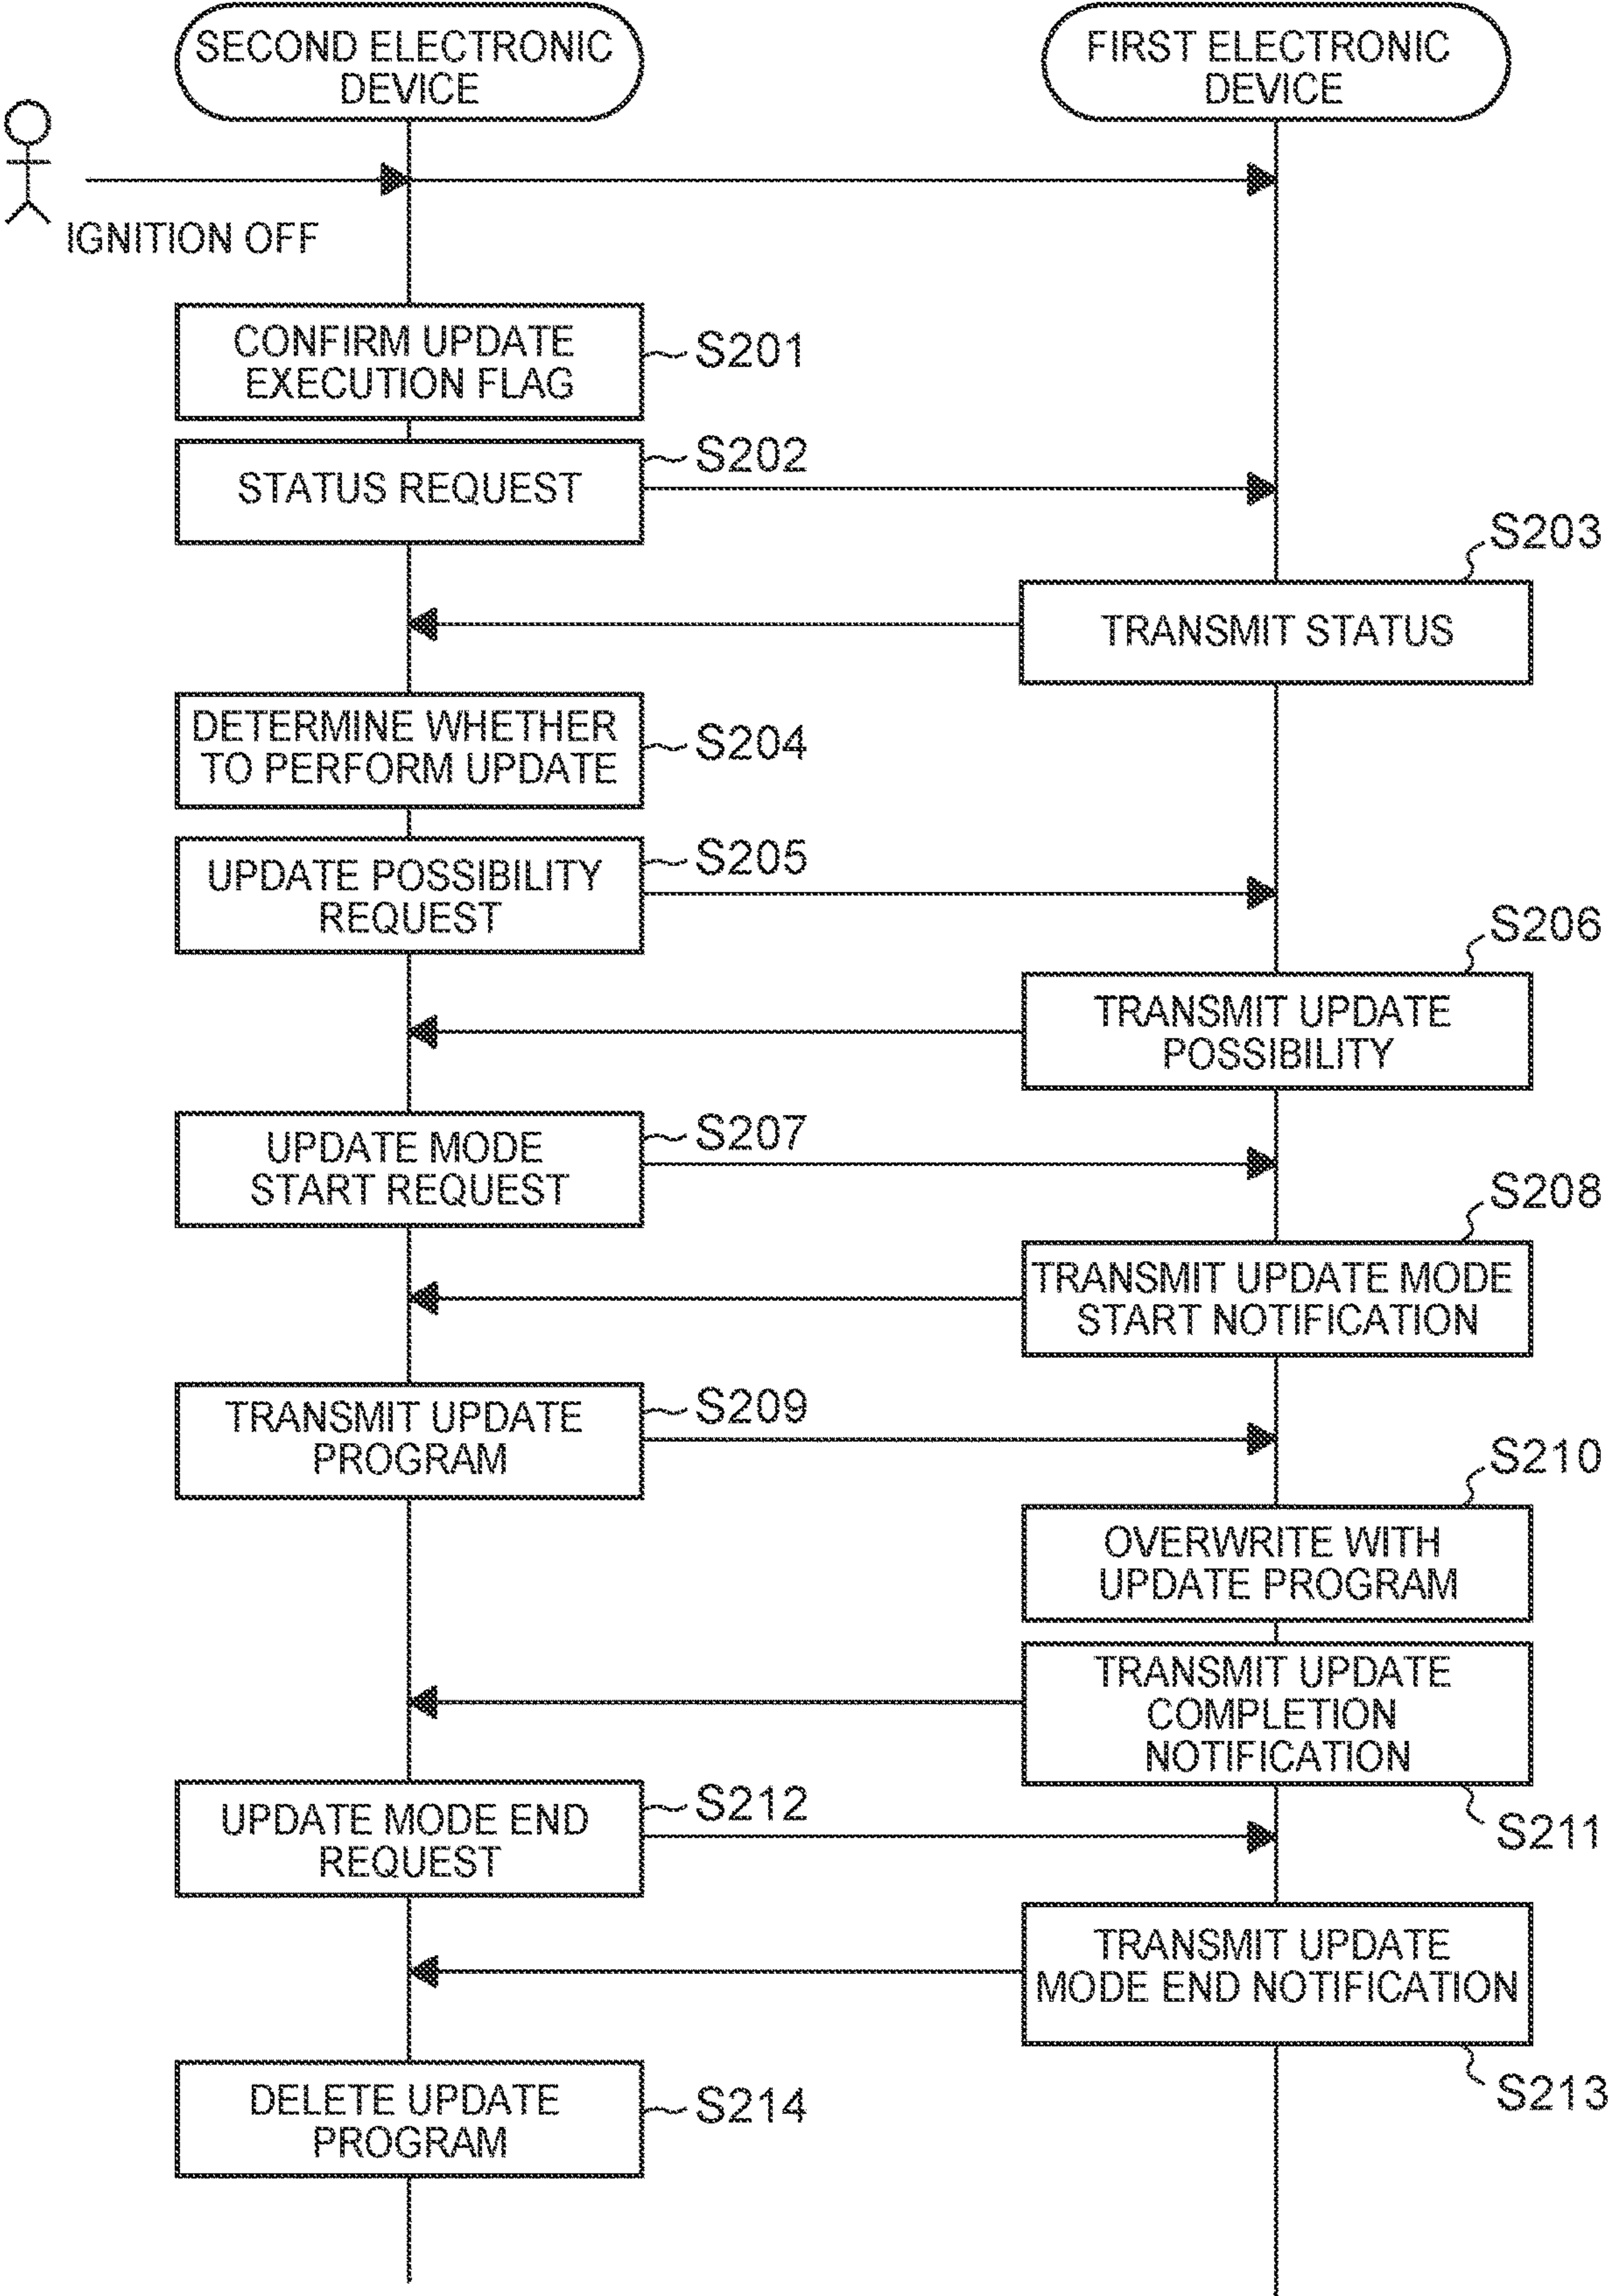 SECOND ELECTRONIC
DEVICE
FIRST ELECTRONIC
DEVICE
IGNITION OFF
CONFIRM UPDATE
EXECUTION FLAG
S201
STATUS REQUEST
S202
S203
TRANSMIT STATUS
DETERMINE WHETHER
TO PERFORM UPDATE
S204
UPDATE POSSIBILITY
REQUEST
S205
S206
TRANSMIT UPDATE
POSSIBILITY
UPDATE MODE
START REQUEST
S207
S208
TRANSMIT UPDATE MODE
START NOTIFICATION
TRANSMIT UPDATE
PROGRAM
S209
S210
OVERWRITE WITH
UPDATE PROGRAM
TRANSMIT UPDATE
COMPLETION
NOTIFICATION
S211
UPDATE MODE END
REQUEST
S212
TRANSMIT UPDATE
MODE END NOTIFICATION
S213
DELETE UPDATE
PROGRAM
S214